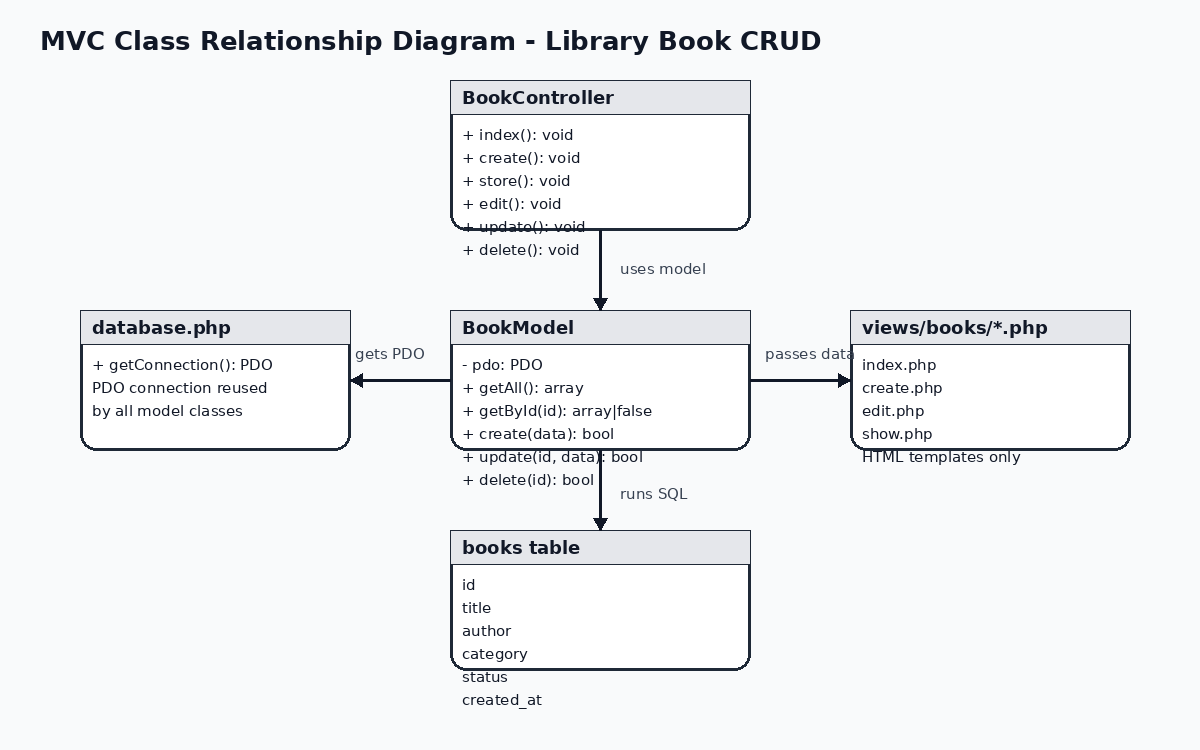 MVC Class Relationship Diagram - Library Book CRUD
BookController
+ index(): void
+ create(): void
+ store(): void
+ edit(): void
+ update(): void
+ delete(): void
uses model
database.php
+ getConnection(): PDO
PDO connection reused
by all model classes
gets PDO
BookModel
- pdo: PDO
+ getAll(): array
+ getById(id): array|false
+ create(data): bool
+ update(id, data): bool
+ delete(id): bool
passes data
views/books/*.php
index.php
create.php
edit.php
show.php
HTML templates only
runs SQL
books table
id
title
author
category
status
created_at